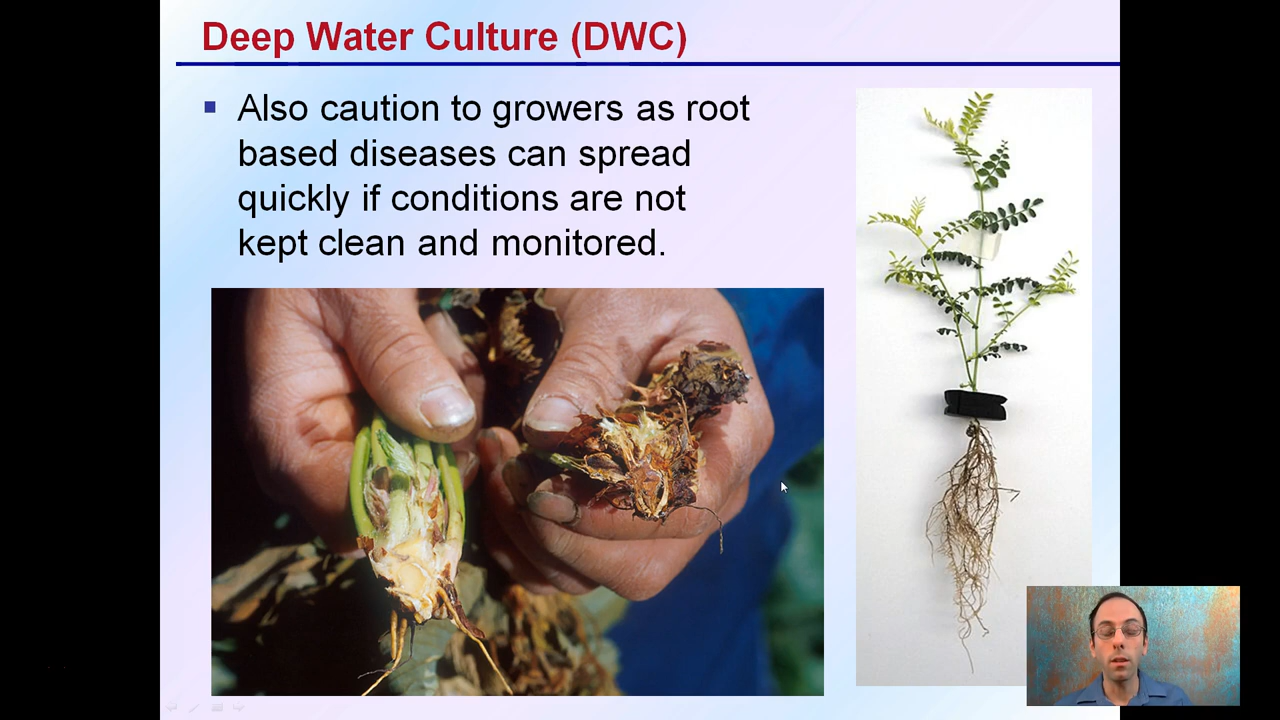 Deep Water Culture (DWC)
Also caution to growers as root
based diseases can spread
quickly if conditions are not
kept clean and monitored.